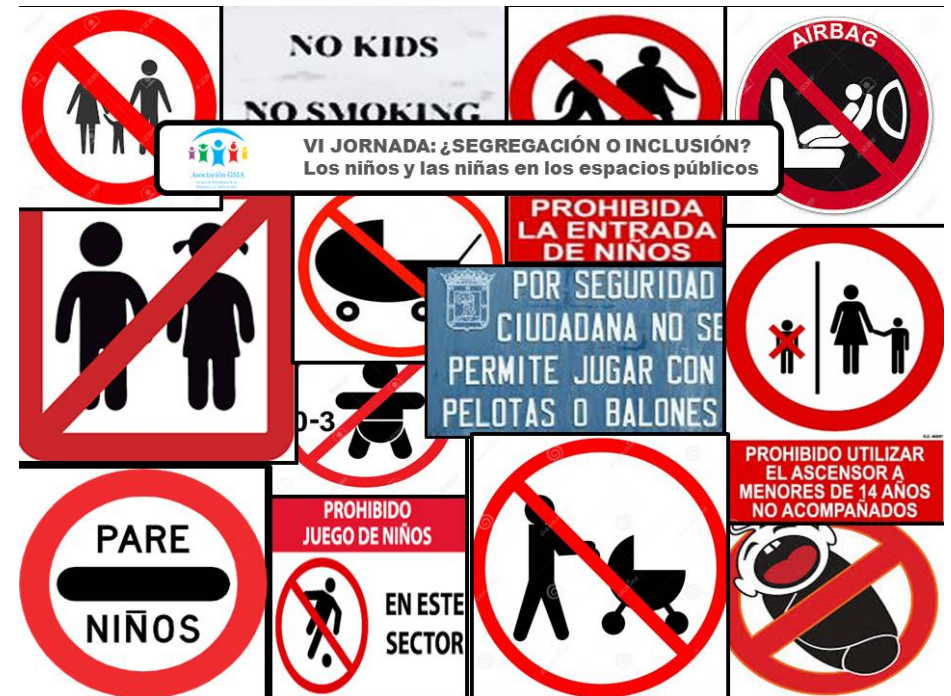 NO KIDS
NO SMOKING
AIRBAG
Asociación GSIA
VI JORNADA: ¿SEGREGACIÓN O INCLUSIÓN?
Los niños y las niñas en los espacios públicos
PROHIBIDA
LA ENTRADA
DE NIÑOS
POR SEGURIDAD
CIUDADANA NO SE
PERMITE JUGAR CON
PELOTAS O BALONES
0-3
PROHIBIDO UTILIZAR
EL ASCENSOR A
MENORES DE 14 AÑOS
NO ACOMPAÑADOS
PARE
NIÑOS
PROHIBIDO
JUEGO DE NIÑOS
EN ESTE
SECTOR